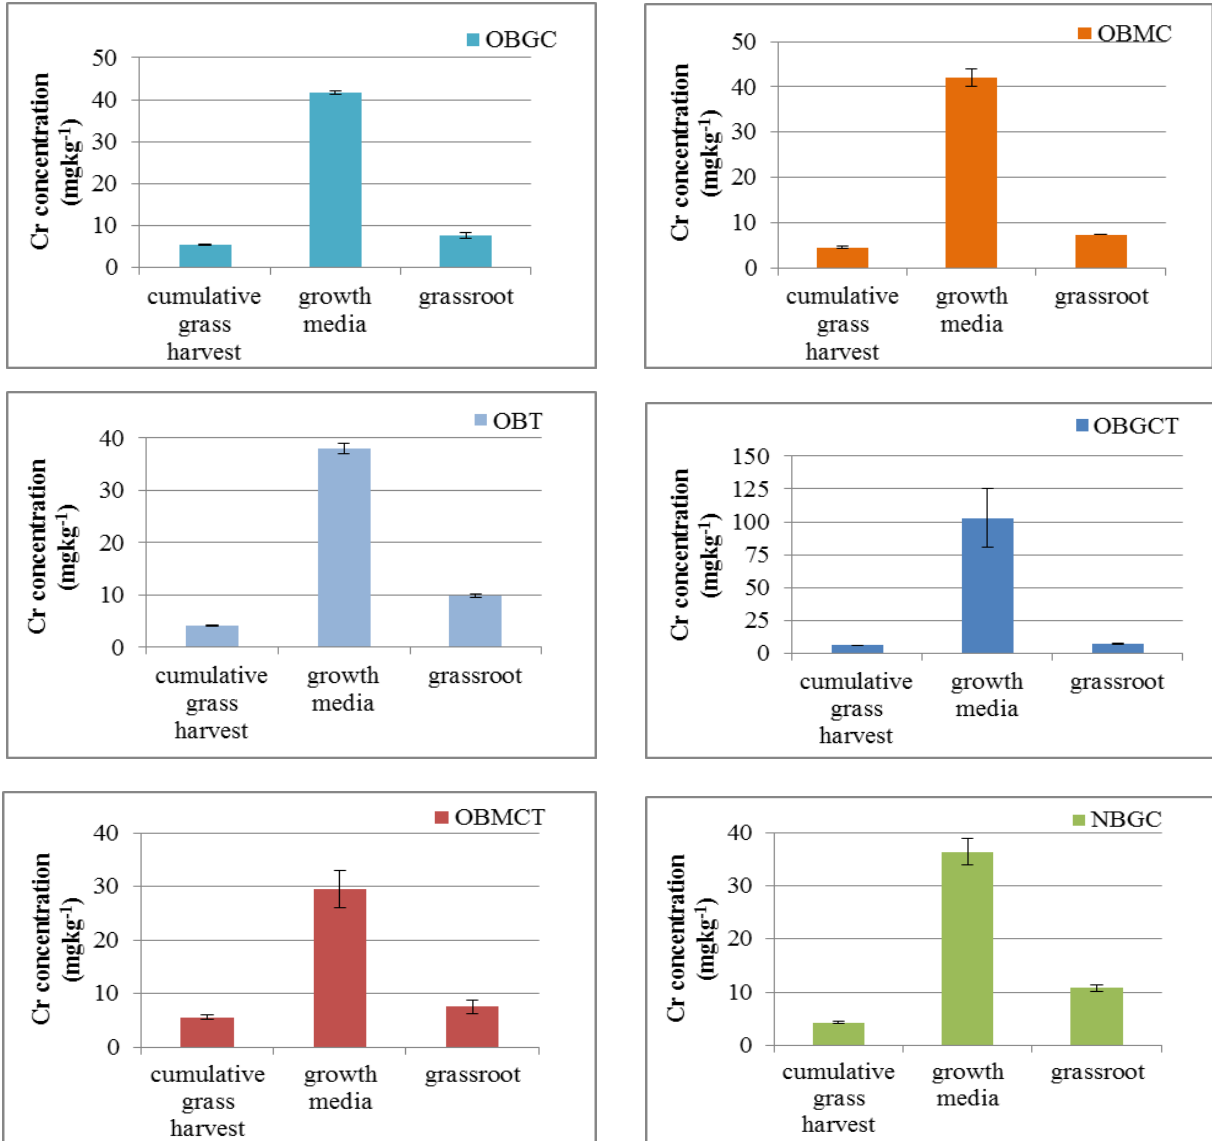 OBGC
Cr concentration
(mgkg-1)
50
40
30
20
10
0
cumulative growth grassroot
grass media
harvest
OBMC
Cr concentration
(mgkg-1)
50
40
30
20
10
0
cumulative growth grassroot
grass media
harvest
OBT
Cr concentration
(mgkg-1)
40
30
20
10
0
cumulative growth grassroot
grass media
harvest
OBGCT
Cr concentration
(mgkg-1)
150
125
100
75
50
25
0
cumulative growth grassroot
grass media
harvest
OBMCT
Cr concentration
(mgkg-1)
40
30
20
10
0
cumulative growth grassroot
grass media
harvest
NBGC
Cr concentration
(mgkg-1)
40
30
20
10
0
cumulative growth grassroot
grass media
harvest